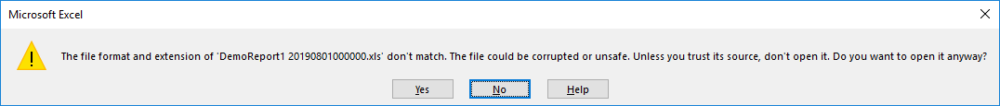 Microsoft Excel
The file format and extension of 'DemoReport1 20190801000000.xls' don't match. The file could be corrupted or unsafe. Unless you trust its source, don't open it. Do you want to open it anyway?
Yes No Help